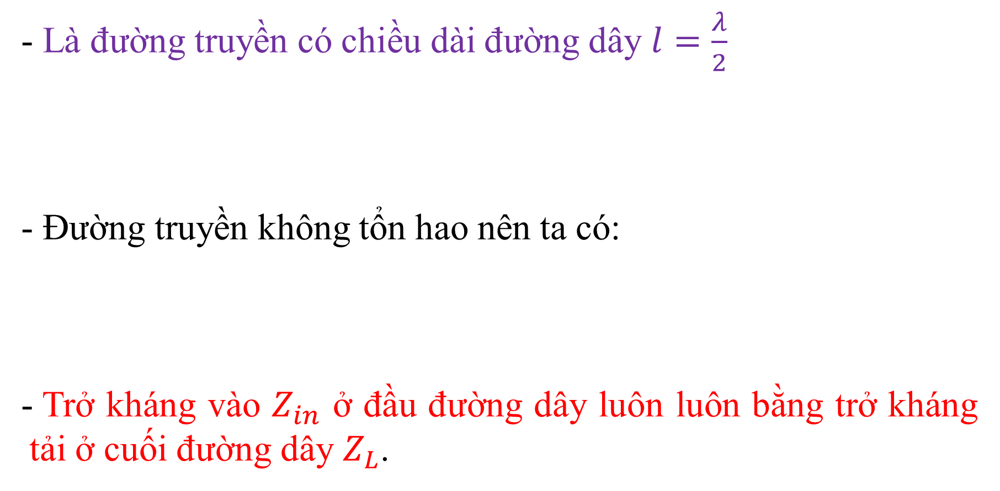 - Là đường truyền có chiều dài đường dây $l = \frac{\lambda}{2}$
- Đường truyền không tổn hao nên ta có:
- Trở kháng vào $Z_{in}$ ở đầu đường dây luôn luôn bằng trở kháng
tải ở cuối đường dây $Z_L$.